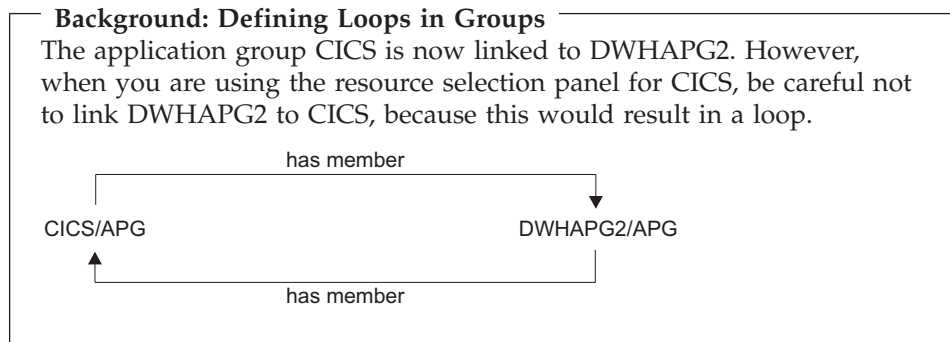 Background: Defining Loops in Groups
The application group CICS is now linked to DWHAPG2. However,
when you are using the resource selection panel for CICS, be careful not
to link DWHAPG2 to CICS, because this would result in a loop.
has member
CICS/APG DWHAPG2/APG
has member